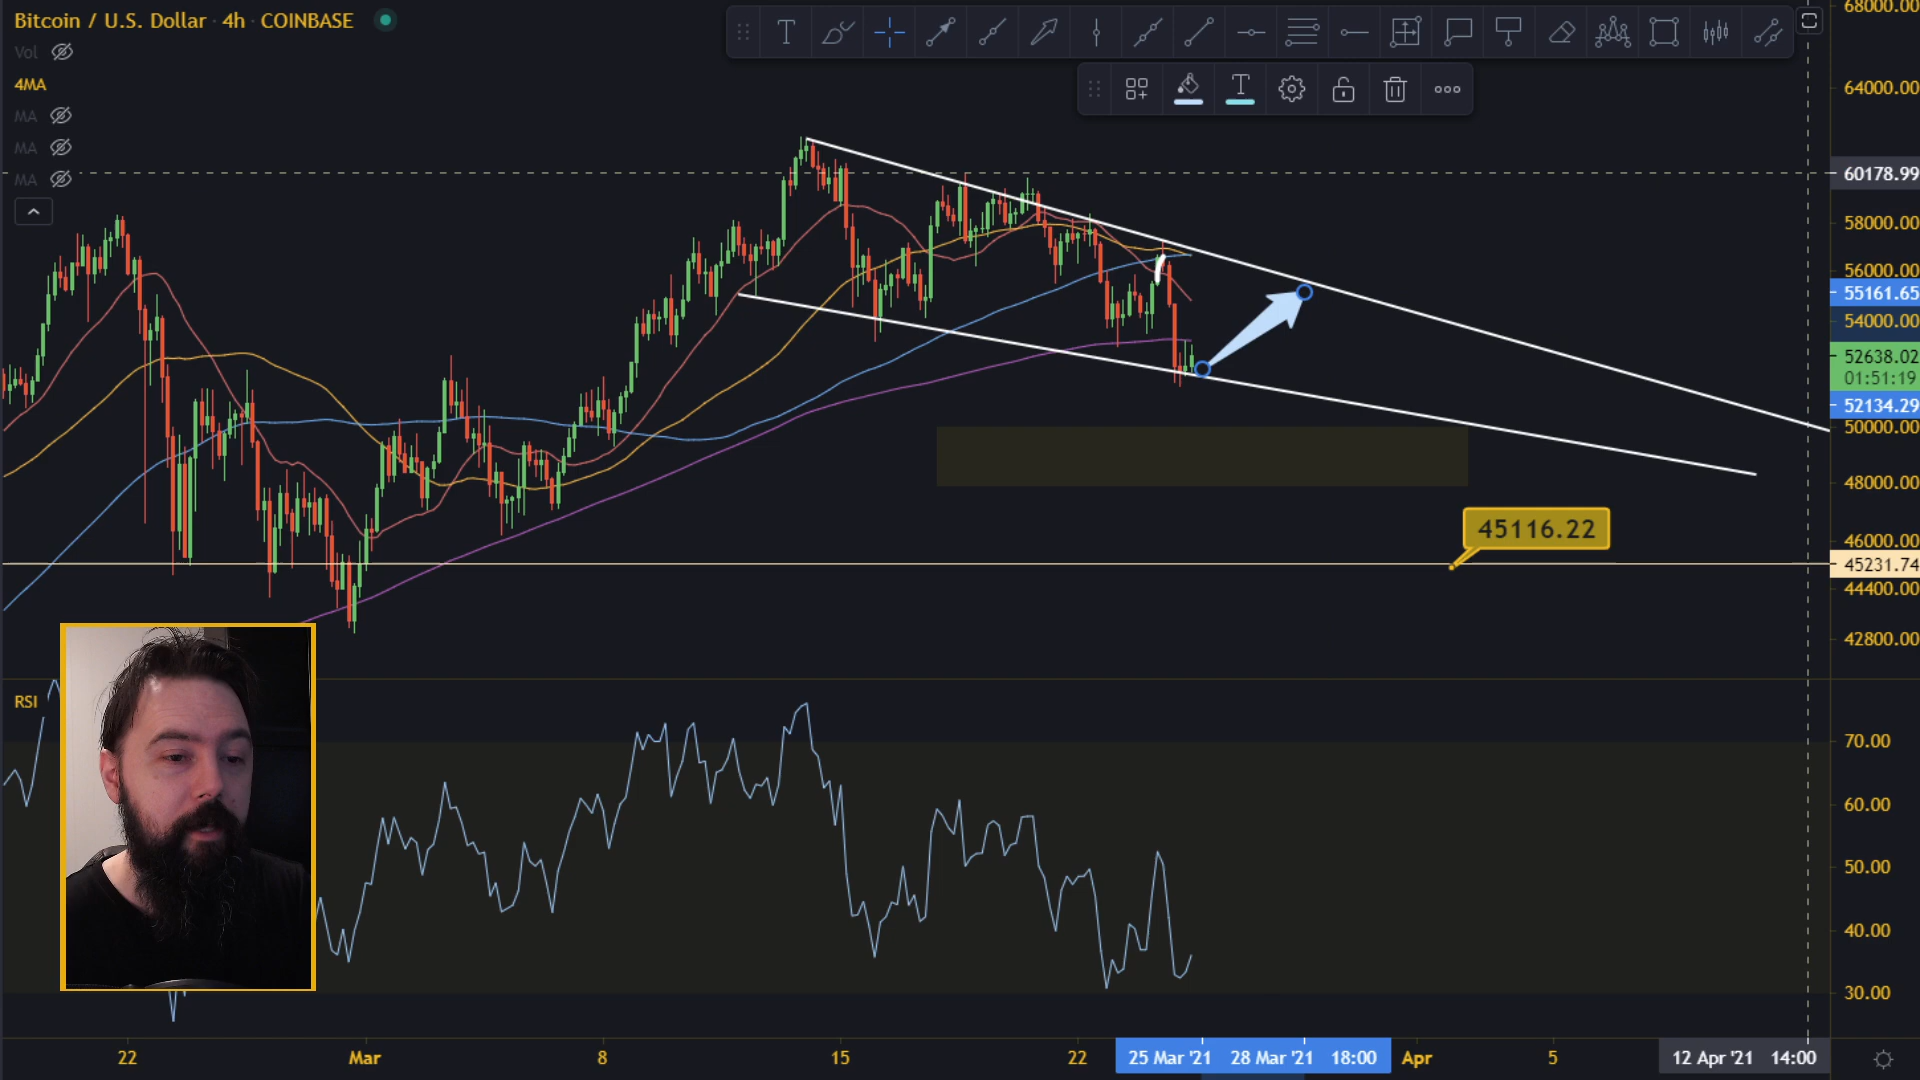 Bitcoin / U.S. Dollar · 4h · COINBASE
Vol
4MA
MA
MA
MA
68000.00
64000.00
60178.99
58000.00
56000.00
55161.65
54000.00
52638.02
01:51:19
52134.29
50000.00
48000.00
45116.22
46000.00
45231.74
44400.00
42800.00
RSI
70.00
60.00
50.00
40.00
30.00
22 Mar 8 15 22 25 Mar '21 28 Mar '21 18:00 Apr 5 12 Apr '21 14:00